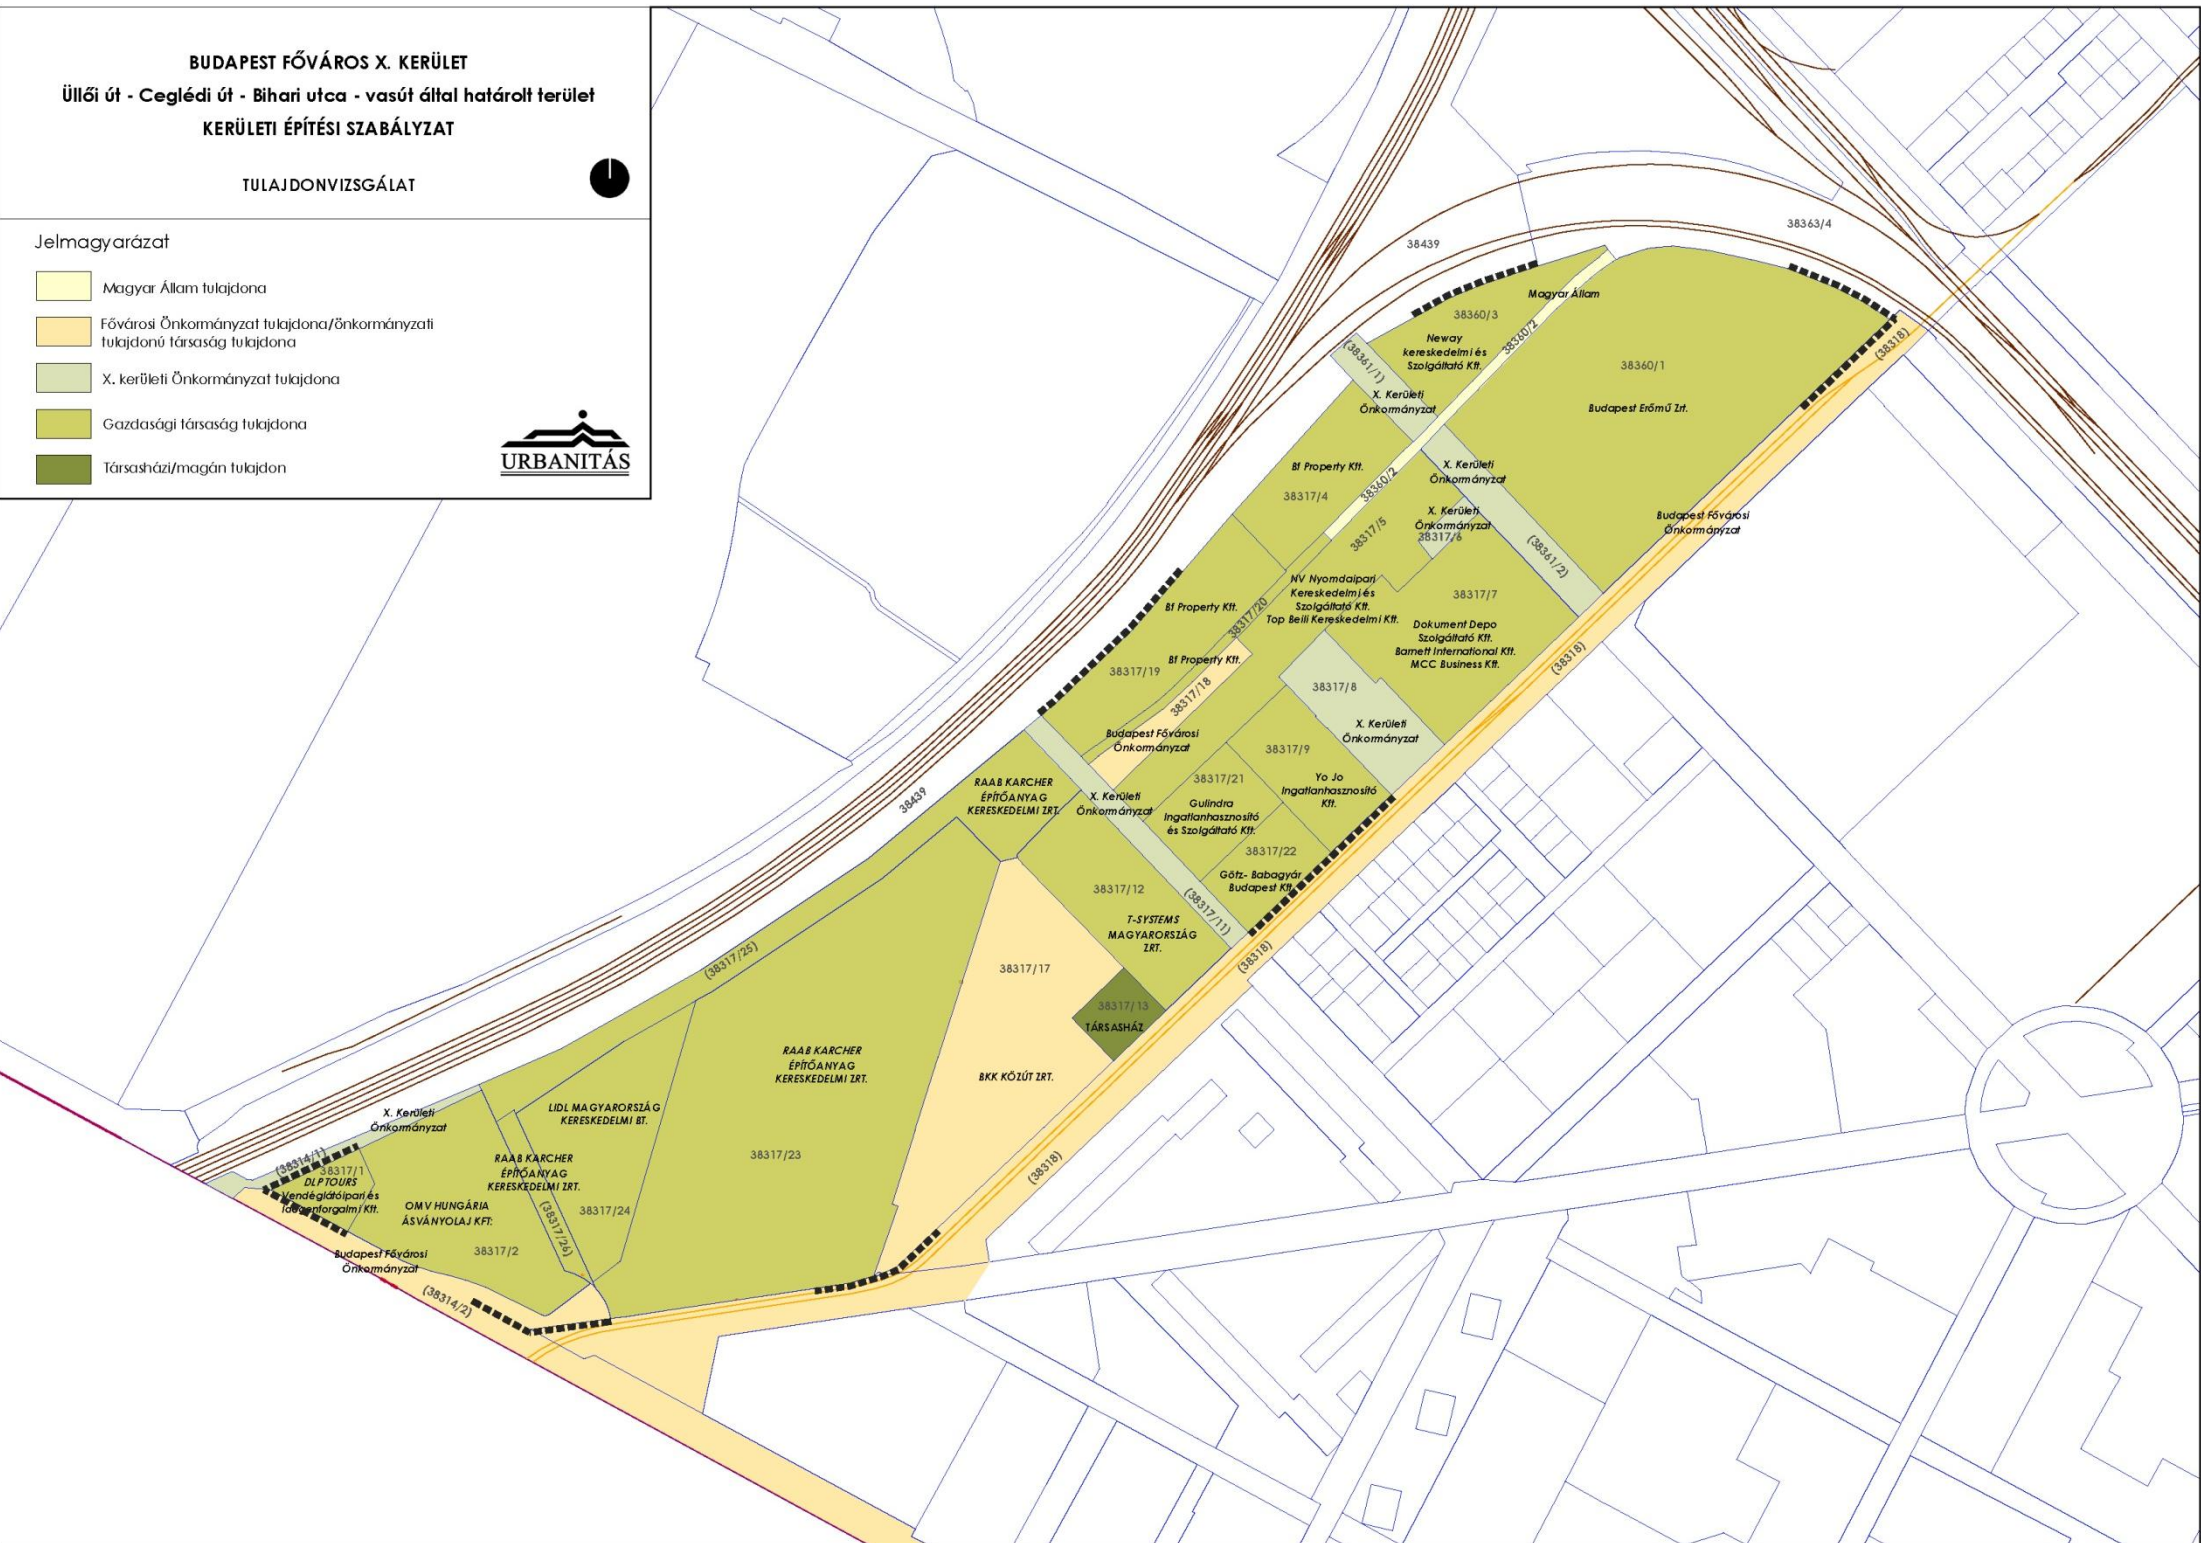 BUDAPEST FŐVÁROS X. KERÜLET
Üllői út - Ceglédi út - Bihari utca - vasút által határolt terület
KERÜLETI ÉPÍTÉSI SZABÁLYZAT
TULAJDONVIZSGÁLAT
Jelmagyarázat
Magyar Állam tulajdona
Fővárosi Önkormányzat tulajdona/önkormányzati
tulajdonú társaság tulajdona
X. kerületi Önkormányzat tulajdona
Gazdasági társaság tulajdona
Társasházi/magán tulajdon
URBANITÁS
38363/4
38439
Magyar Állam
38360/3
38360/2
(38318)
Neway
kereskedelmi és
Szolgáltató Kft.
(38361/1)
38360/1
X. Kerületi
Önkormányzat
Budapest Erőmű Zrt.
Bf Property Kft.
38317/4
38360/2
X. Kerületi
Önkormányzat
X. Kerületi
Önkormányzat
38317/6
38317/5
(38361/2)
Budapest Fővárosi
Önkormányzat
NV Nyomdaipari
Kereskedelmi és
Szolgáltató Kft.
Top Beili Kereskedelmi Kft.
38317/7
Dokument Depo
Szolgáltató Kft.
Barnett International Kft.
MCC Business Kft.
Bf Property Kft.
38317/20
38317/19
Bf Property Kft.
38317/18
(38318)
38317/8
X. Kerületi
Önkormányzat
Budapest Fővárosi
Önkormányzat
38317/9
38317/21
Yo Jo
Ingatlanhasznosító
Kft.
Gulindra
Ingatlanhasznosító
és Szolgáltató Kft.
38439
RAAB KARCHER
ÉPÍTŐANYAG
KERESKEDELMI ZRT.
X. Kerületi
Önkormányzat
38317/22
Götz- Babagyár
Budapest Kft.
38317/12
(38317/11)
T-SYSTEMS
MAGYARORSZÁG
ZRT.
(38318)
(38317/25)
38317/17
38317/13
TÁRSASHÁZ
RAAB KARCHER
ÉPÍTŐANYAG
KERESKEDELMI ZRT.
BKK KÖZÚT ZRT.
X. Kerületi
Önkormányzat
LIDL MAGYARORSZÁG
KERESKEDELMI BT.
38317/23
(38318)
(38314/1)
38317/1
DLP TOURS
Vendéglátóipari és
Idegenforgalmi Kft.
RAAB KARCHER
ÉPÍTŐANYAG
KERESKEDELMI ZRT.
OMV HUNGÁRIA
ÁSVÁNYOLAJ KFT.
38317/24
(38317/26)
38317/2
Budapest Fővárosi
Önkormányzat
(38314/2)